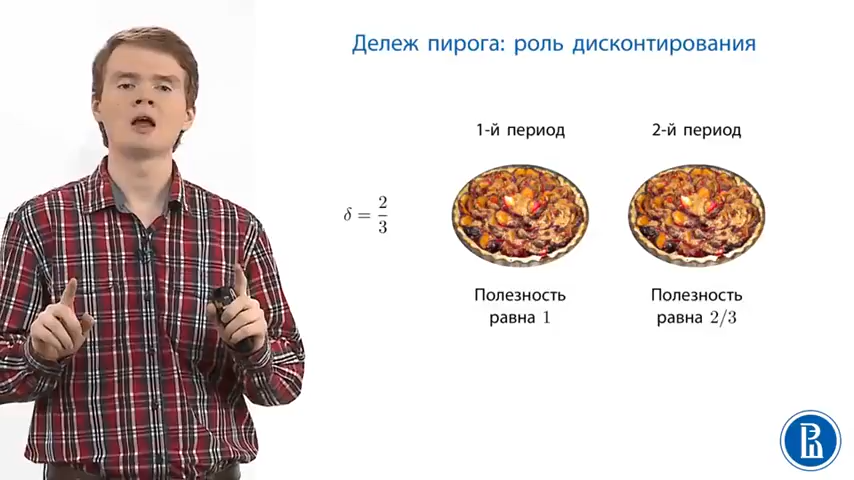 Дележ пирога: роль дисконтирования
1-й период
2-й период
δ = 2/3
Полезность
равна 1
Полезность
равна 2/3